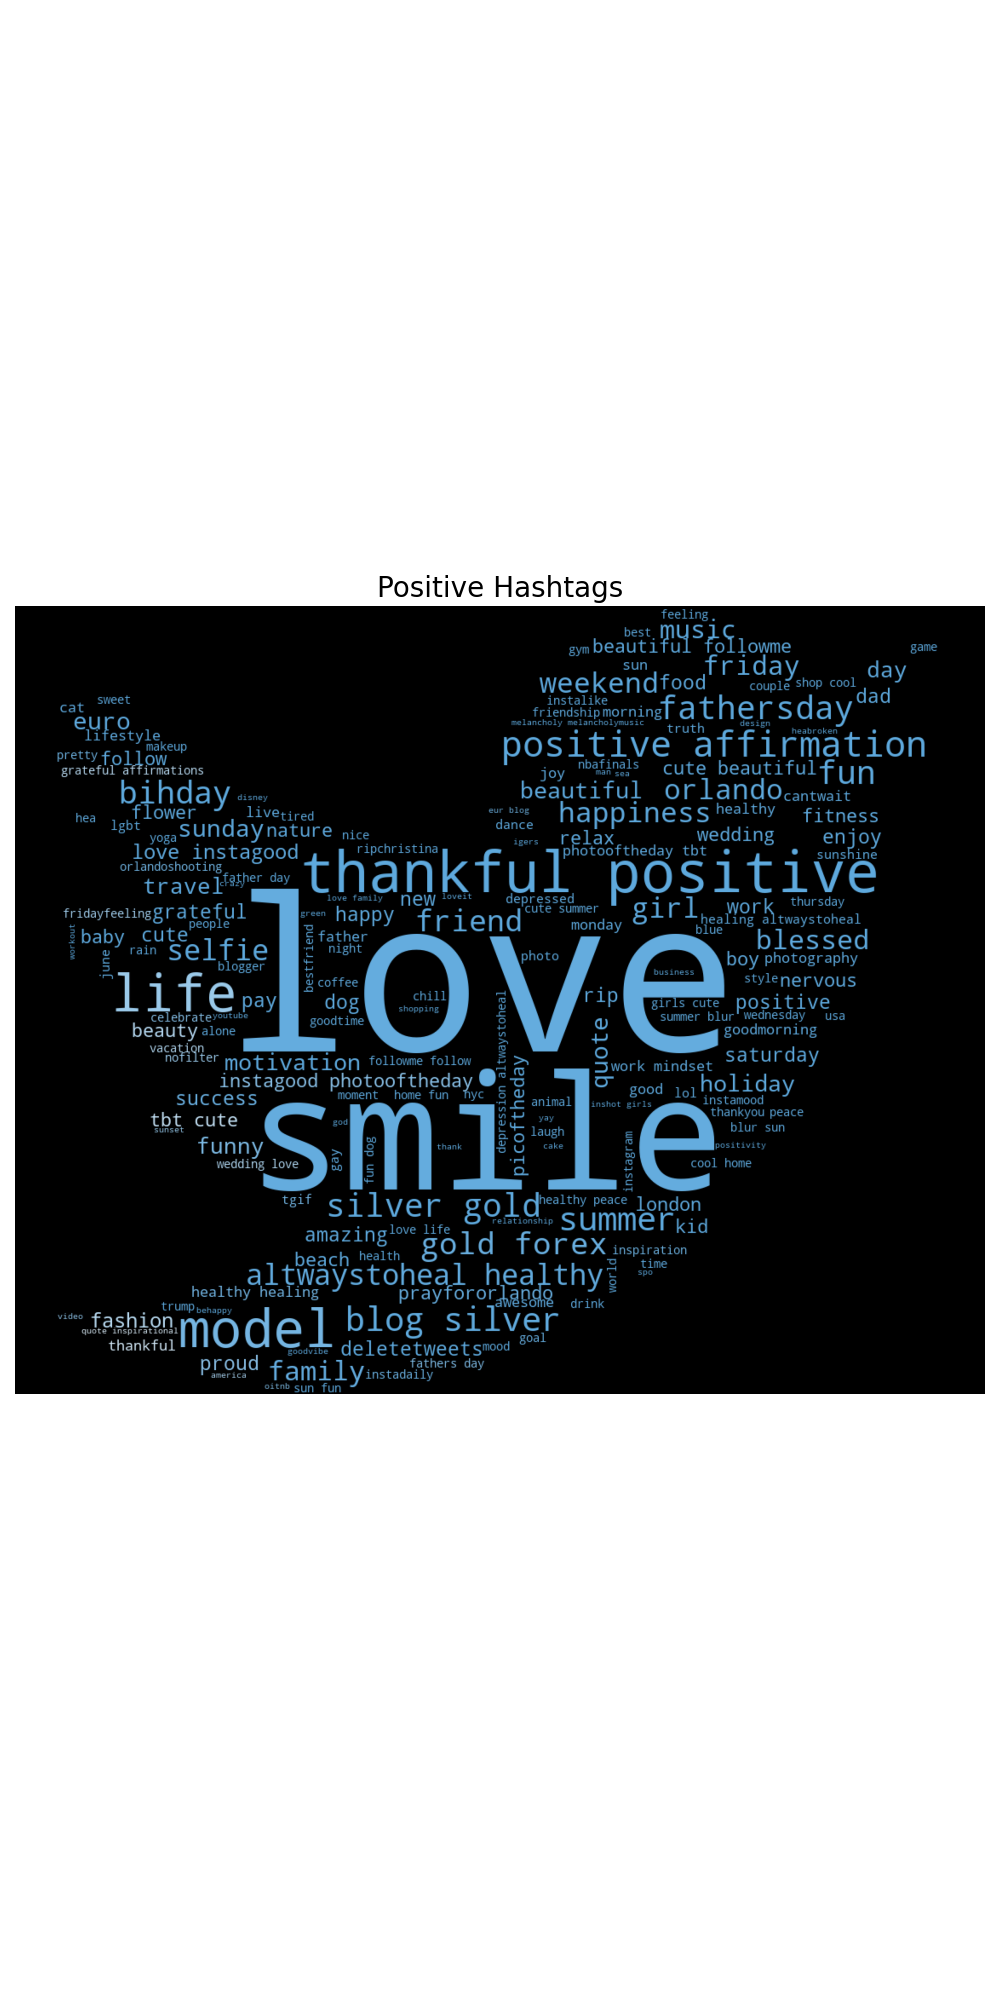 Positive Hashtags
feeling
best music
gym beautiful followme game
sun friday day
weekend food couple shop cool
instalike dad
cat sweet
friendship morning fathersday
euro melancholy melancholymusic design
lifestyle truth heabroken
makeup positive affirmation
pretty follow nbafinals
grateful affirmations joy man sea cute beautiful fun
bihday disney beautiful orlando cantwait
flower live tired eur blog happiness healthy fitness
hea lgbt sunday nature nice dance
yoga igers relax wedding enjoy
love instagood ripchristina photooftheday tbt sunshine
orlandoshooting thankful positive
travel crazy father day
love family new loveit depressed
fridayfeeling grateful green happy friend cute summer girl work thursday
people monday healing altwaystoheal
workout baby cute father blue
rain selfie night blessed
june blogger bestfriend love photo boy photography
business
life pay coffee dog chill rip style nervous
shopping girls cute positive
celebrate youtube goodtime summer blur wednesday usa
beauty alone quote goodmorning
vacation
nofilter motivation followme follow depression altwaystoheal picoftheday work mindset saturday
instagood photooftheday
success moment home fun nyc good lol holiday
animal inshot girls instamood
tbt cute smile thankyou peace
sunset god yay
laugh blur sun
funny gay fun dog thank cake positivity
wedding love instagram cool home
tgif silver gold healthy peace london
relationship
amazing love life summer kid
gold forex inspiration
beach health time
altwaystoheal healthy world spo
healthy healing prayfororlando
trump behappy awesome drink
video fashion model blog silver
quote inspirational goal
thankful goodvibe deletetweets mood
proud fathers day
america family instadaily
oitnb sun fun